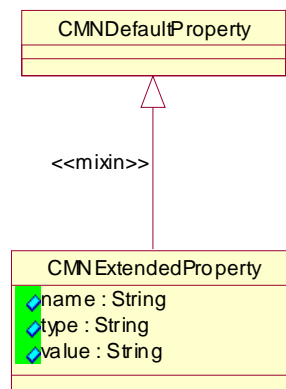 CMNDefaultProperty
<<mixin>>
CMNExtendedProperty
name : String
type : String
value : String